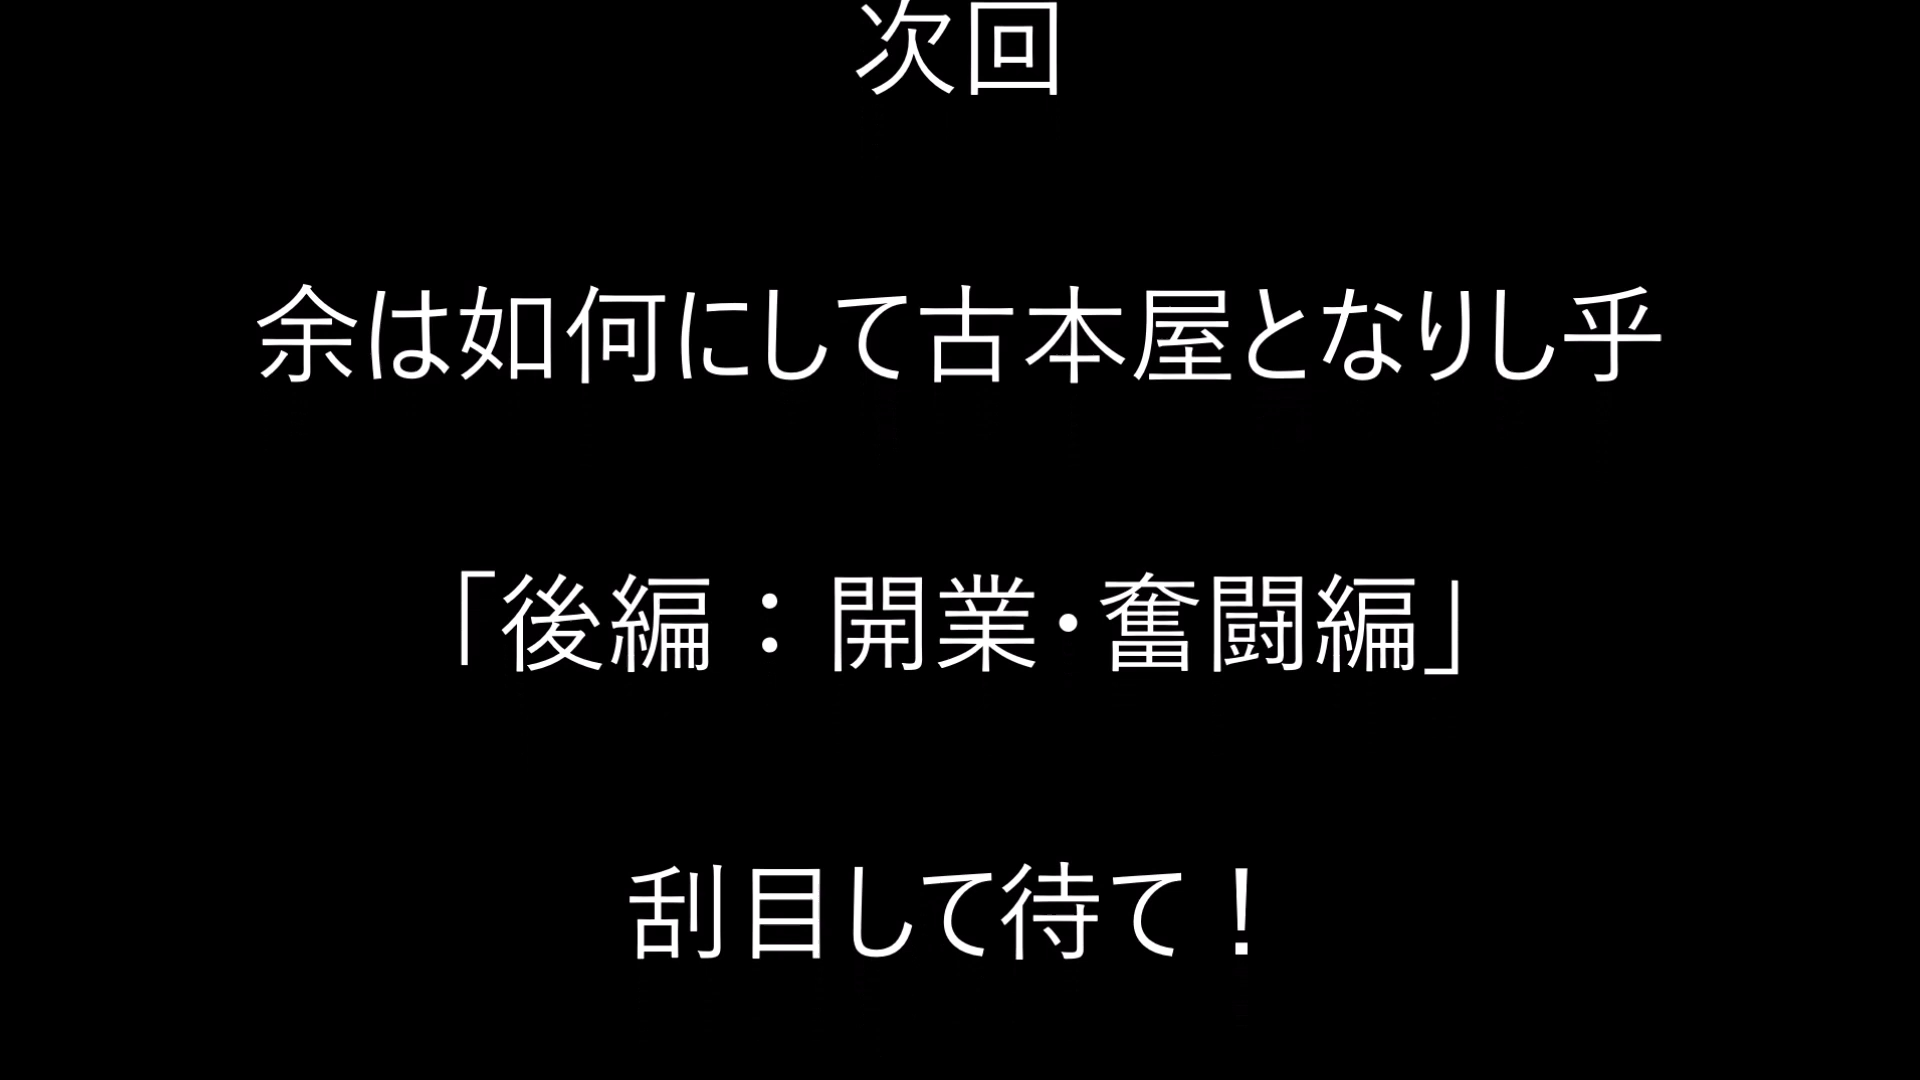 次回
余は如何にして古本屋となりし乎
「後編：開業・奮闘編」
刮目して待て！